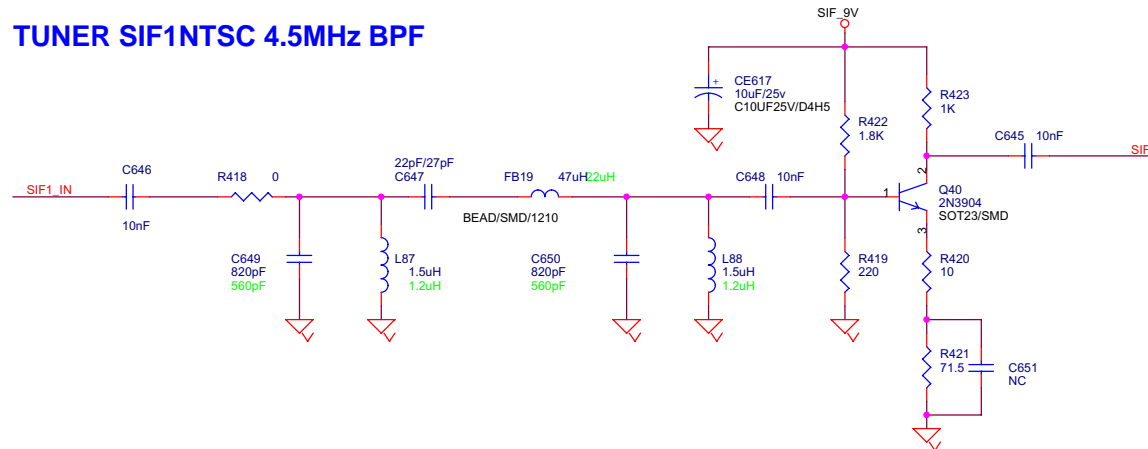 TUNER SIF1NTSC 4.5MHz BPF
SIF_9V
CE617
10uF/25v
C10UF25V/D4H5
R423
1K
R422
1.8K
C645 10nF
SIF
C646
10nF
SIF1_IN
R418 0
22pF/27pF
C647
FB19 47uH 22uH
BEAD/SMD/1210
C648 10nF
1
2
3
Q40
2N3904
SOT23/SMD
C649
820pF
560pF
L87
1.5uH
1.2uH
C650
820pF
560pF
L88
1.5uH
1.2uH
R419
220
R420
10
R421
71.5
C651
NC